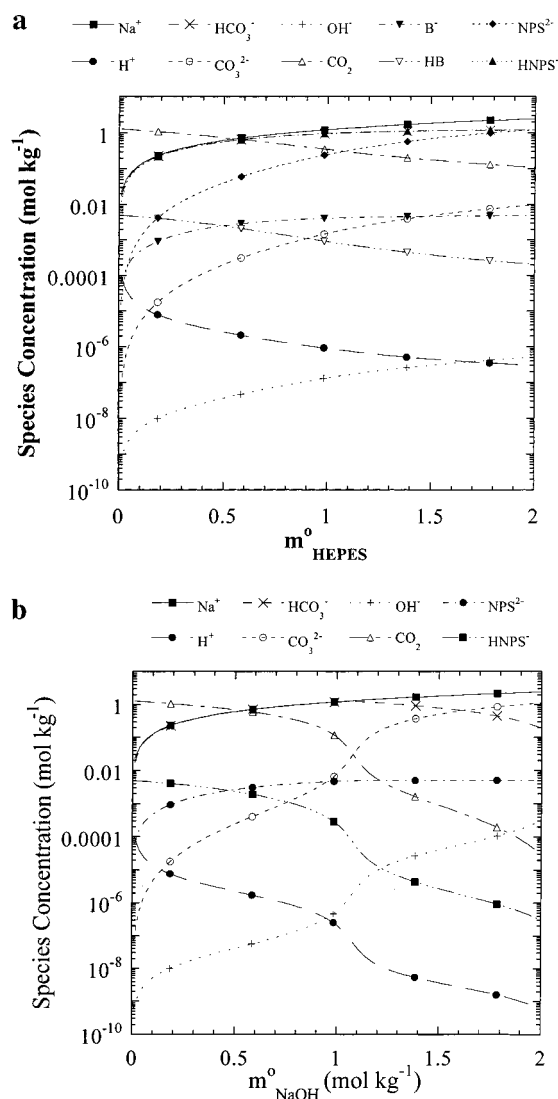 a
Na⁺ HCO₃⁻ OH⁻ B⁻ NPS²⁻
H⁺ CO₃²⁻ CO₂ HB HNPS⁻
Species Concentration (mol kg⁻¹)
1
0.01
0.0001
10⁻⁶
10⁻⁸
10⁻¹⁰
0 0.5 1 1.5 2
m°HEPES
b
Na⁺ HCO₃⁻ OH⁻ NPS²⁻
H⁺ CO₃²⁻ CO₂ HNPS⁻
Species Concentration (mol kg⁻¹)
1
0.01
0.0001
10⁻⁶
10⁻⁸
10⁻¹⁰
0 0.5 1 1.5 2
m°NaOH (mol kg⁻¹)